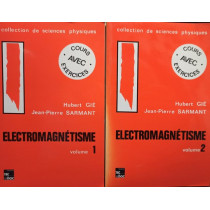 collection de sciences physiques
COURS
AVEC
EXERCICES
Hubert GIÉ
Jean-Pierre SARMANT
ELECTROMAGNÉTISME
volume 1
collection de sciences physiques
COURS
AVEC
EXERCICES
Hubert GIÉ
Jean-Pierre SARMANT
ELECTROMAGNÉTISME
volume 2